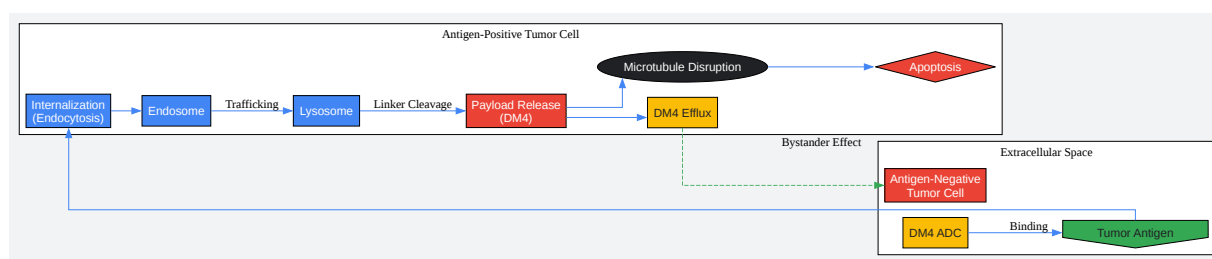 Antigen-Positive Tumor Cell
Microtubule Disruption
Apoptosis
Internalization
(Endocytosis)
Endosome
Trafficking
Lysosome
Linker Cleavage
Payload Release
(DM4)
DM4 Efflux
Bystander Effect
Extracellular Space
Antigen-Negative
Tumor Cell
DM4 ADC
Binding
Tumor Antigen